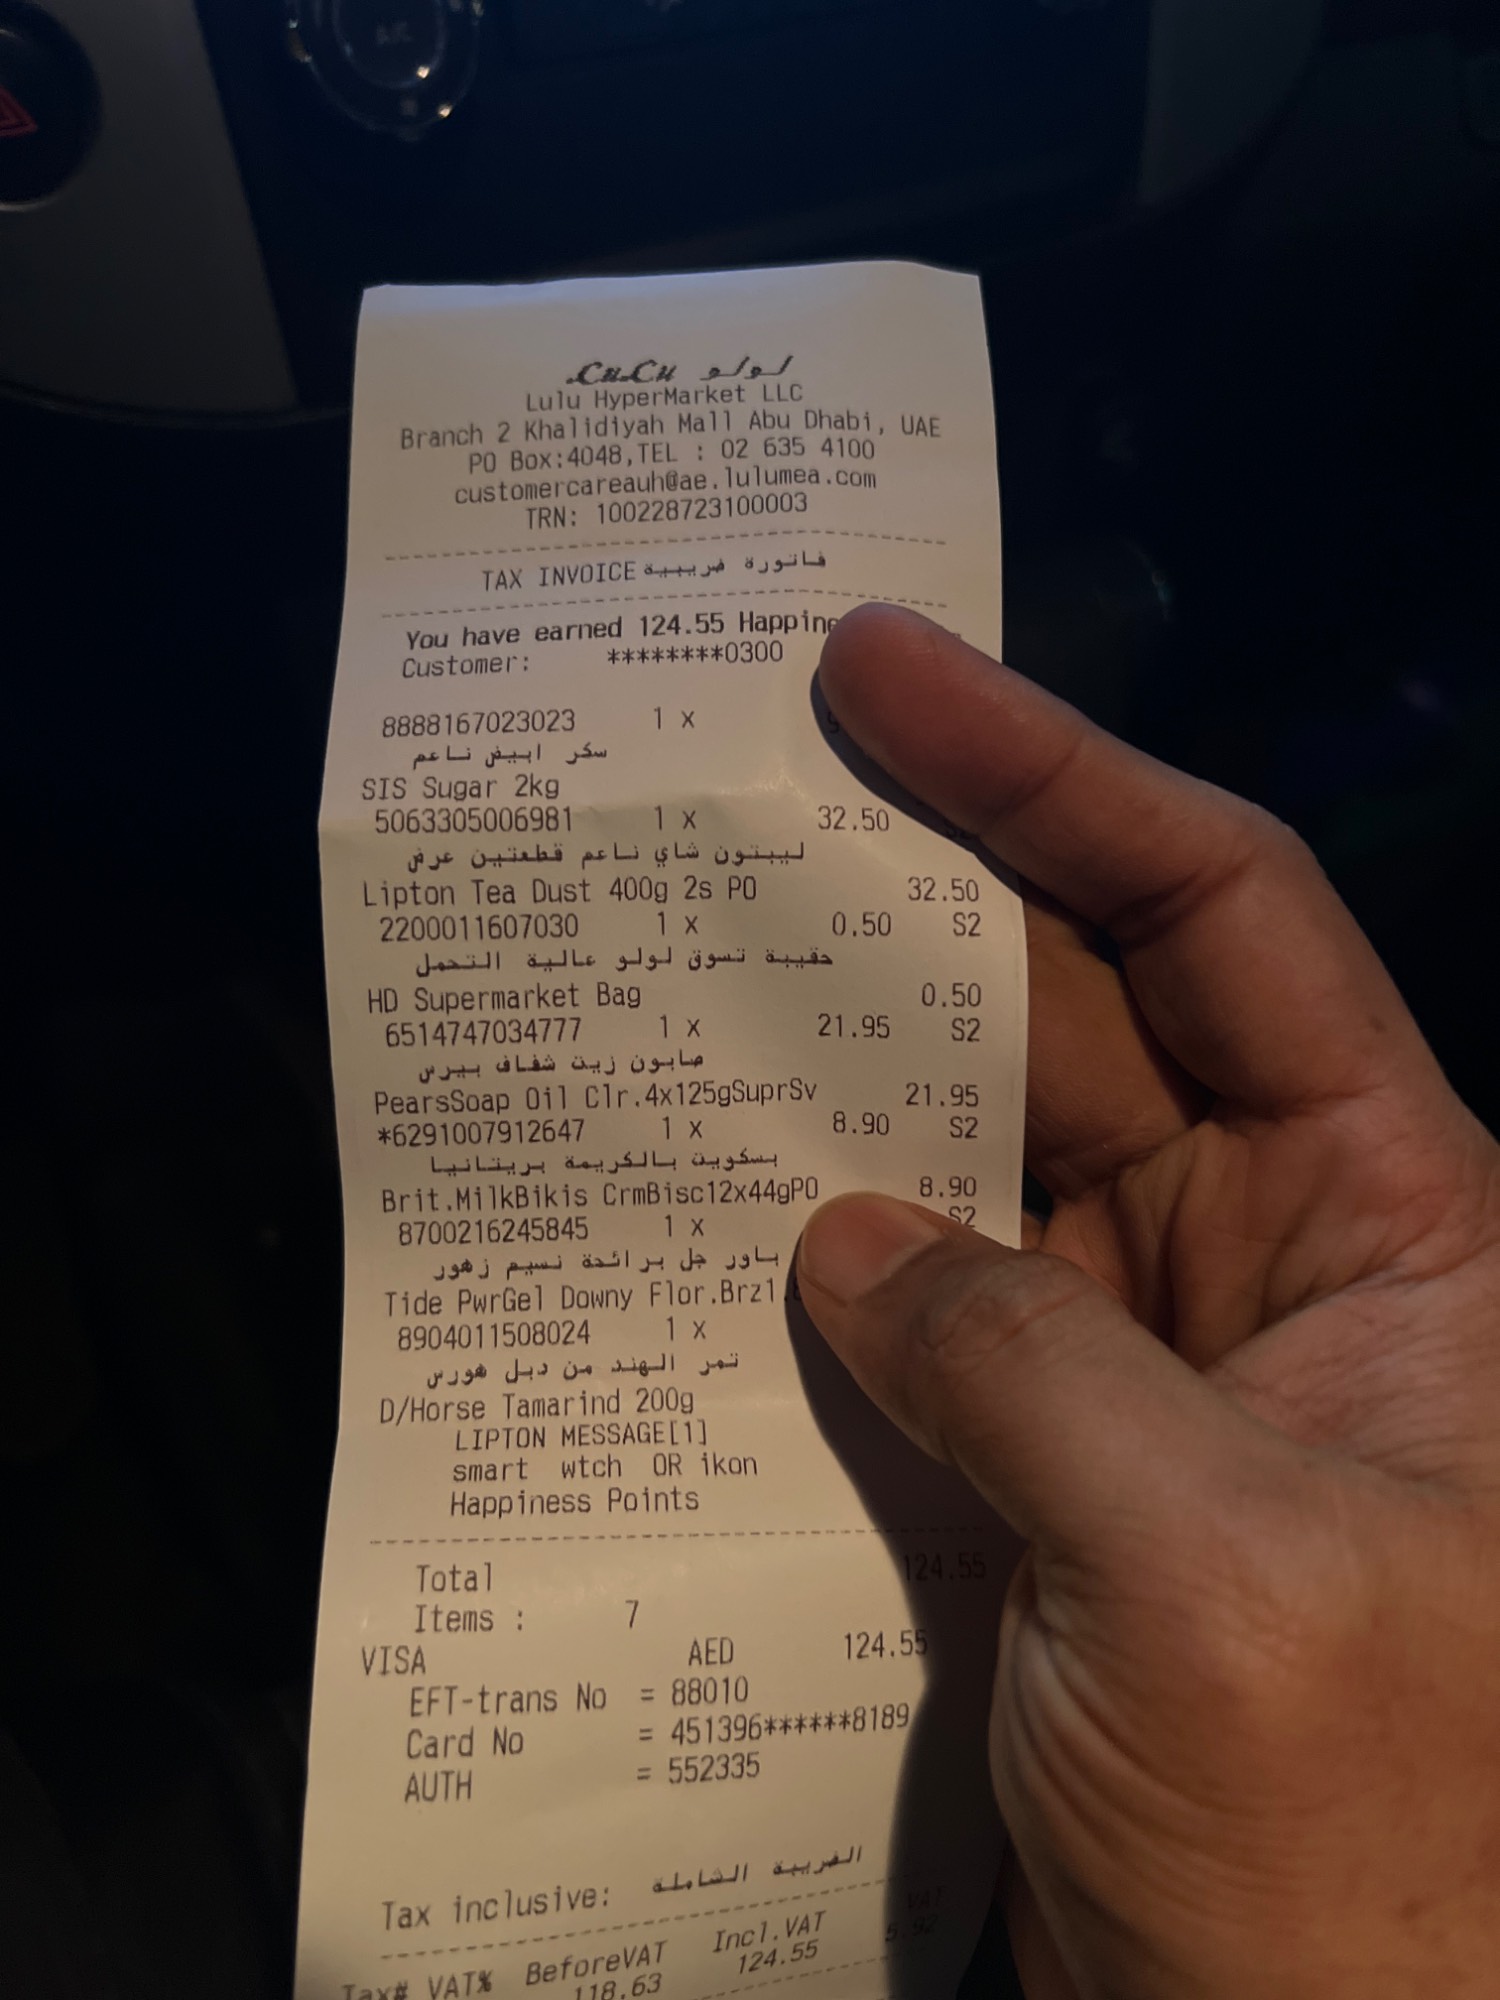 LuLu لولو
Lulu HyperMarket LLC
Branch 2 Khalidiyah Mall Abu Dhabi, UAE
PO Box:4048,TEL : 02 635 4100
customercareauh@ae.lulumea.com
TRN: 100228723100003
TAX INVOICE فاتورة ضريبية
You have earned 124.55
Customer: ********0300
8888167023023 1 x
سكر ابيض ناعم
SIS Sugar 2kg
5063305006981 1 x 32.50 S2
ليبتون شاي ناعم قطعتين عرض
Lipton Tea Dust 400g 2s PO 32.50
2200011607030 1 x 0.50 S2
حقيبة تسوق لولو عالية التحمل
HD Supermarket Bag 0.50
6514747034777 1 x 21.95 S2
صابون زيت شفاف بيرس
PearsSoap Oil Clr.4x125gSuprSv 21.95
*6291007912647 1 x 8.90 S2
بسكويت بالكريمة بريتانيا
Brit.MilkBikis CrmBisc12x44gPO 8.90
8700216245845 1 x S2
باور جل برائحة نسيم زهور
Tide PwrGel Downy
8904011508024 1 x
تمر الهند من دبل هورس
D/Horse Tamarind 200g
LIPTON MESSAGE[1]
smart wtch OR ikon
Happiness Points
Total 124.55
Items : 7
VISA AED 124.55
EFT-trans No = 88010
Card No = 451396******8189
AUTH = 552335
Tax inclusive: الضريبة الشاملة
Tax# VAT% BeforeVAT Incl.VAT VAT
118.63 124.55 5.92
A/C